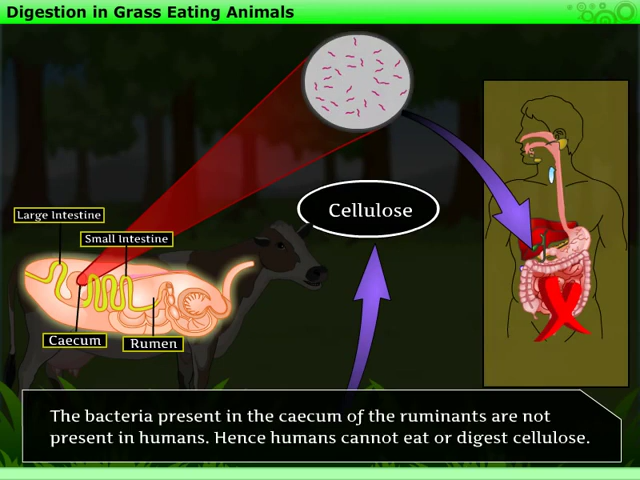 Digestion in Grass Eating Animals
Cellulose
Large Intestine
Small Intestine
Caecum
Rumen
The bacteria present in the caecum of the ruminants are not
present in humans. Hence humans cannot eat or digest cellulose.